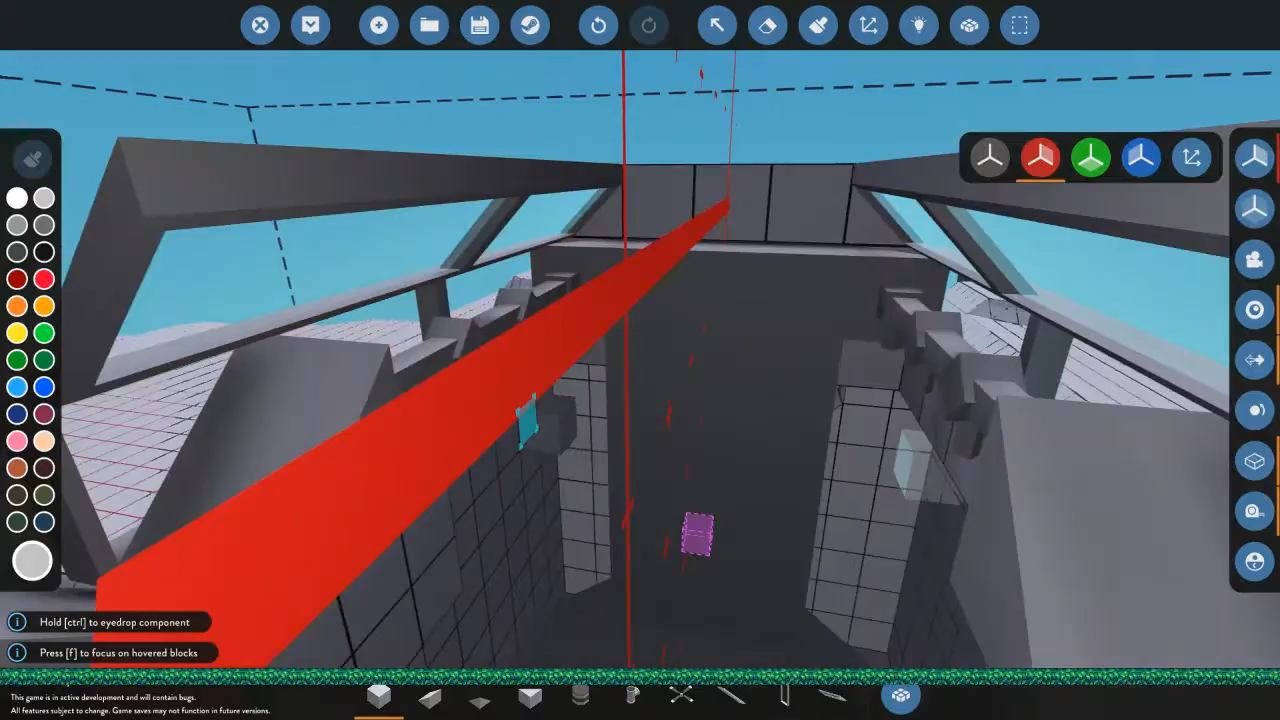 Hold [ctrl] to eyedrop component
Press [f] to focus on hovered blocks
This game is in active development and will contain bugs.
All features subject to change. Game saves may not function in future versions.